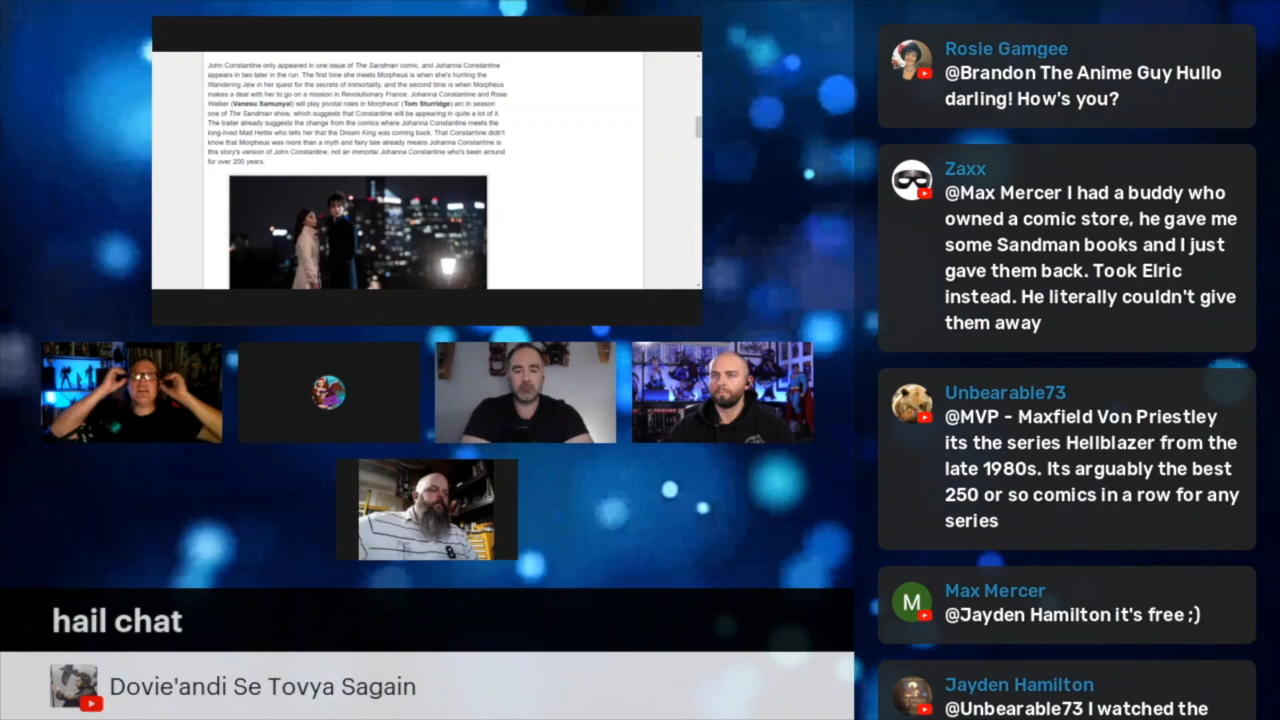 John Constantine only appeared in one issue of The Sandman comic, and Johanna Constantine
appears in two later in the run. The first time she meets Morpheus is when she's hunting the
Wandering Jew in her quest for the secrets of immortality, and the second time is when Morpheus
makes a deal with her to go on a mission in Revolutionary France. Johanna Constantine and Rose
Walker (Vanesu Samunyai) will play pivotal roles in Morpheus' (Tom Sturridge) arc in season
one of The Sandman show, which suggests that Constantine will be appearing in quite a lot of it.
The trailer already suggests the change from the comics where Johanna Constantine meets the
long-lived Mad Hettie who tells her that the Dream King was coming back. That Constantine didn't
know that Morpheus was more than a myth and fairy tale already means Johanna Constantine is
this story's version of John Constantine, not an immortal Johanna Constantine who's been around
for over 200 years.
hail chat
Dovie'andi Se Tovya Sagain
Rosie Gamgee
@Brandon The Anime Guy Hullo
darling! How's you?
Zaxx
@Max Mercer I had a buddy who
owned a comic store, he gave me
some Sandman books and I just
gave them back. Took Elric
instead. He literally couldn't give
them away
Unbearable73
@MVP - Maxfield Von Priestley
its the series Hellblazer from the
late 1980s. Its arguably the best
250 or so comics in a row for any
series
M
Max Mercer
@Jayden Hamilton it's free ;)
Jayden Hamilton
@Unbearable73 I watched the